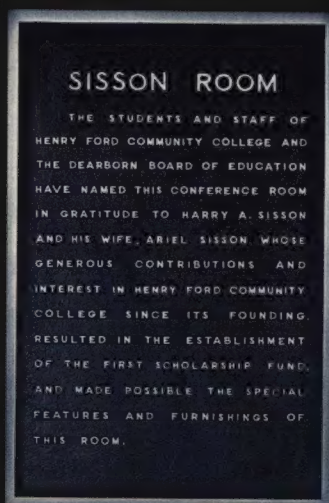 SISSON ROOM
THE STUDENTS AND STAFF OF
HENRY FORD COMMUNITY COLLEGE AND
THE DEARBORN BOARD OF EDUCATION
HAVE NAMED THIS CONFERENCE ROOM
IN GRATITUDE TO HARRY A. SISSON
AND HIS WIFE, ARIEL SISSON WHOSE
GENEROUS CONTRIBUTIONS AND
INTEREST IN HENRY FORD COMMUNITY
COLLEGE SINCE ITS FOUNDING.
RESULTED IN THE ESTABLISHMENT
OF THE FIRST SCHOLARSHIP FUND,
AND MADE POSSIBLE THE SPECIAL
FEATURES AND FURNISHINGS OF
THIS ROOM.